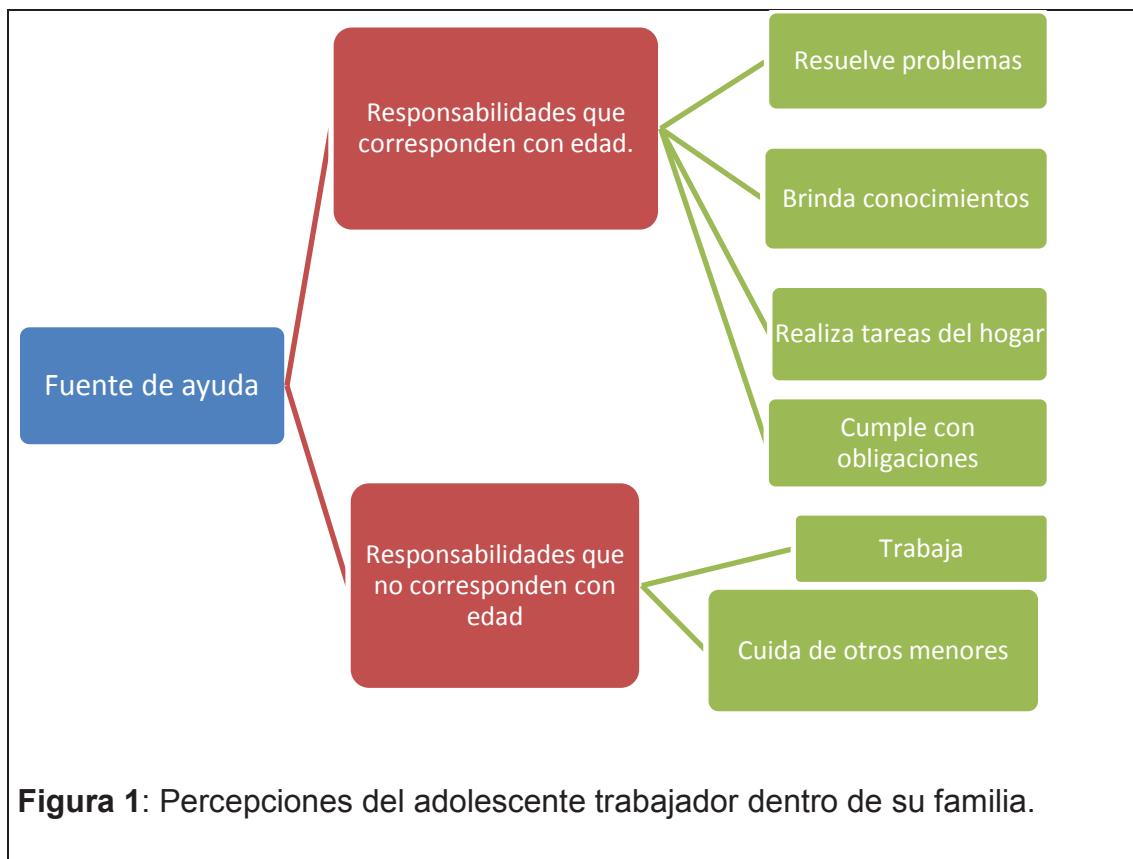 Fuente de ayuda
Responsabilidades que
corresponden con edad.
Resuelve problemas
Brinda conocimientos
Realiza tareas del hogar
Cumple con
obligaciones
Responsabilidades que
no corresponden con
edad
Trabaja
Cuida de otros menores
Figura 1: Percepciones del adolescente trabajador dentro de su familia.